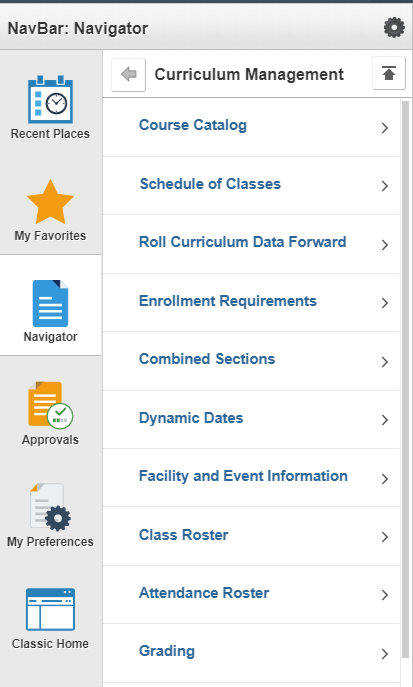 NavBar: Navigator
Recent Places
My Favorites
Navigator
Approvals
My Preferences
Classic Home
Curriculum Management
Course Catalog
Schedule of Classes
Roll Curriculum Data Forward
Enrollment Requirements
Combined Sections
Dynamic Dates
Facility and Event Information
Class Roster
Attendance Roster
Grading